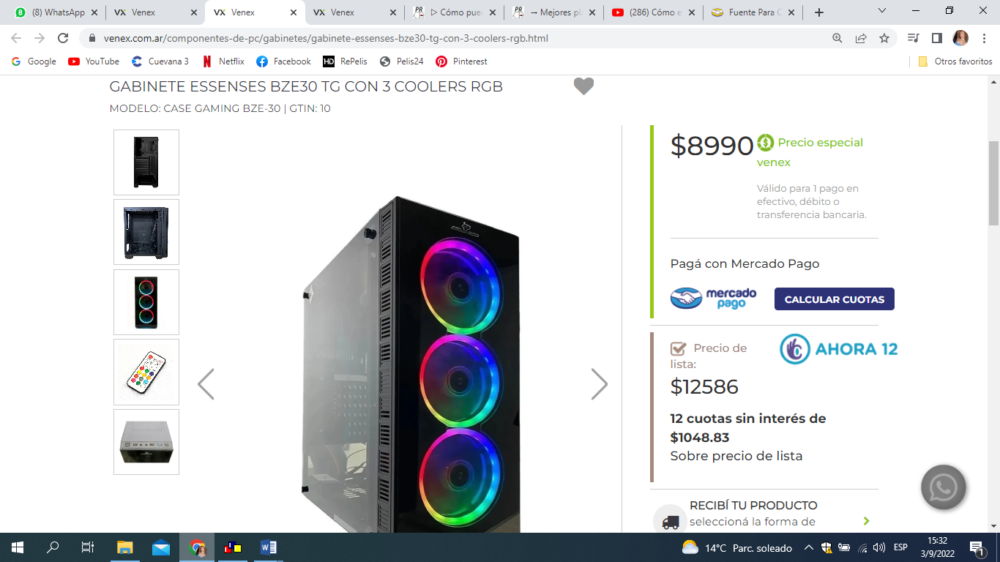 (8) WhatsApp
Venex
Venex
Venex
▷ Cómo pue
→ Mejores pl
(286) Cómo e
Fuente Para C
venex.com.ar/componentes-de-pc/gabinetes/gabinete-essenses-bze30-tg-con-3-coolers-rgb.html
Google
YouTube
Cuevana 3
Netflix
Facebook
RePelis
Pelis24
Pinterest
Otros favoritos
GABINETE ESSENSES BZE30 TG CON 3 COOLERS RGB
MODELO: CASE GAMING BZE-30 | GTIN: 10
$8990
Precio especial
venex
Válido para 1 pago en
efectivo, débito o
transferencia bancaria.
Pagá con Mercado Pago
mercado
pago
CALCULAR CUOTAS
Precio de
lista:
AHORA 12
$12586
12 cuotas sin interés de
$1048.83
Sobre precio de lista
RECIBÍ TU PRODUCTO
seleccioná la forma de
14°C Parc. soleado
ESP
15:32
3/9/2022
1